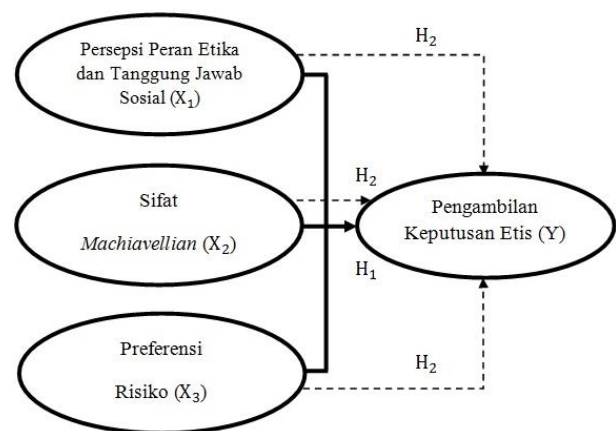 Persepsi Peran Etika
dan Tanggung Jawab
Sosial (X₁)
H₂
Sifat
Machiavellian (X₂)
H₂
H₁
Pengambilan
Keputusan Etis (Y)
Preferensi
Risiko (X₃)
H₂